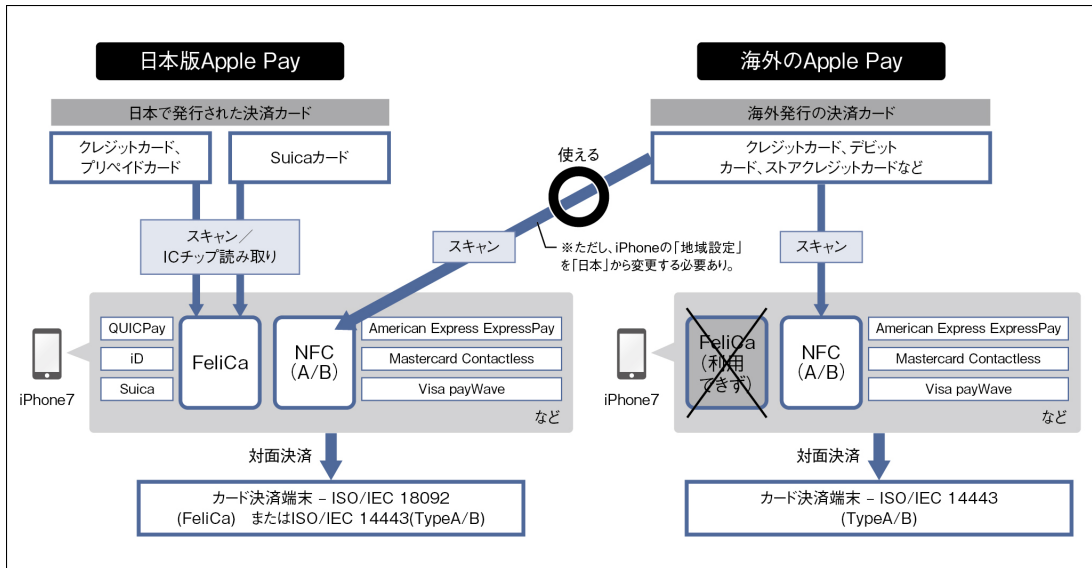 日本版Apple Pay
日本で発行された決済カード
クレジットカード、
プリペイドカード
Suicaカード
スキャン／
ICチップ読み取り
QUICPay
iD
Suica
FeliCa
NFC
(A/B)
American Express ExpressPay
Mastercard Contactless
Visa payWave
など
iPhone7
対面決済
カード決済端末 – ISO/IEC 18092
(FeliCa) またはISO/IEC 14443(TypeA/B)
使える
スキャン
※ただし、iPhoneの「地域設定」
を「日本」から変更する必要あり。
海外のApple Pay
海外発行の決済カード
クレジットカード、デビット
カード、ストアクレジットカードなど
スキャン
iPhone7
FeliCa
(利用
できず)
NFC
(A/B)
American Express ExpressPay
Mastercard Contactless
Visa payWave
など
対面決済
カード決済端末 – ISO/IEC 14443
(TypeA/B)